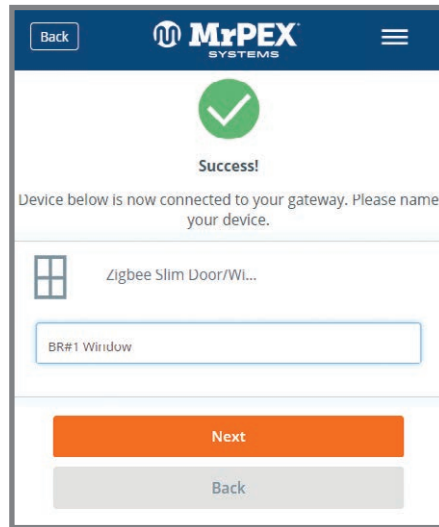 Back
MrPEX
SYSTEMS
Success!
Device below is now connected to your gateway. Please name
your device.
Zigbee Slim Door/Wi...
BR#1 Window
Next
Back